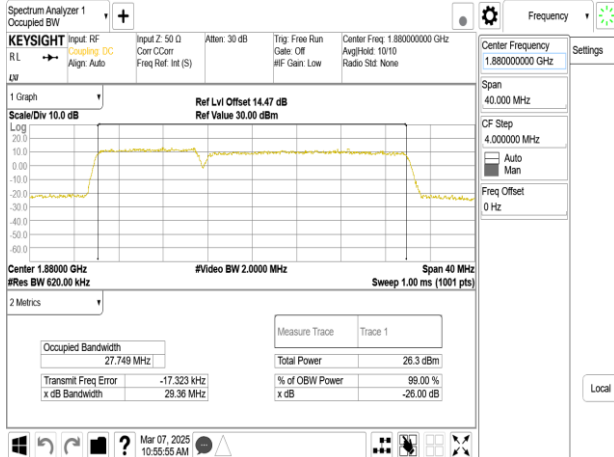 Spectrum Analyzer 1
Occupied BW
+
Frequency
KEYSIGHT
RL
Input: RF
Coupling: DC
Align: Auto
Input Z: 50 Ω
Corr CCorr
Freq Ref: Int (S)
Atten: 30 dB
Trig: Free Run
Gate: Off
#IF Gain: Low
Center Freq: 1.880000000 GHz
Avg|Hold: 10/10
Radio Std: None
LXI
Center Frequency
1.880000000 GHz
Settings
Span
40.000 MHz
CF Step
4.000000 MHz
Auto
Man
Freq Offset
0 Hz
Local
1 Graph
Scale/Div 10.0 dB
Ref Lvl Offset 14.47 dB
Ref Value 30.00 dBm
Log
20.0
10.0
0.00
-10.0
-20.0
-30.0
-40.0
-50.0
-60.0
Center 1.88000 GHz
#Video BW 2.0000 MHz
Span 40 MHz
#Res BW 620.00 kHz
Sweep 1.00 ms (1001 pts)
2 Metrics
Measure Trace
Trace 1
Occupied Bandwidth
27.749 MHz
Total Power
26.3 dBm
Transmit Freq Error
-17.323 kHz
% of OBW Power
99.00 %
x dB Bandwidth
29.36 MHz
x dB
-26.00 dB
?
Mar 07, 2025
10:55:55 AM